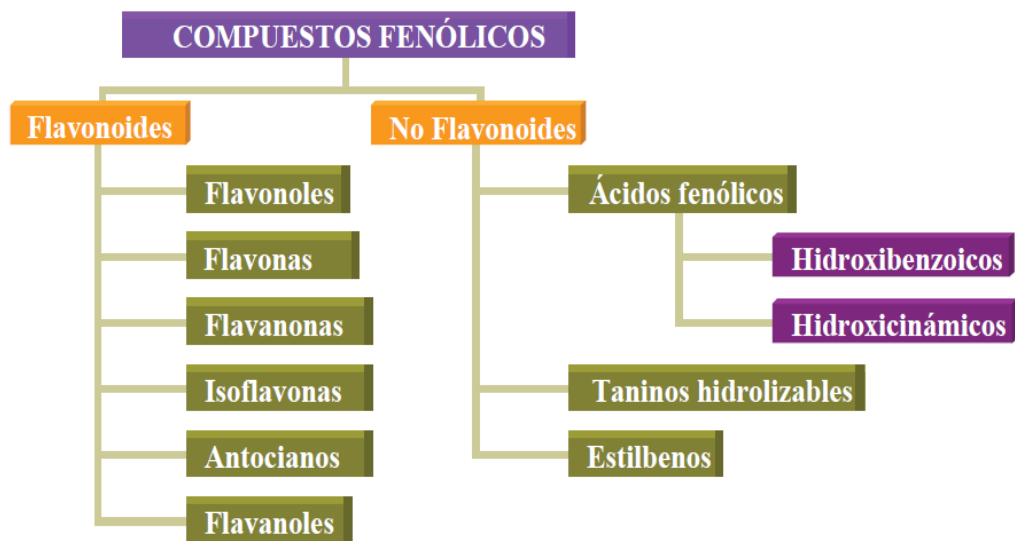 COMPUESTOS FENÓLICOS
Flavonoides
Flavonoles
Flavonas
Flavanonas
Isoflavonas
Antocianos
Flavanoles
No Flavonoides
Ácidos fenólicos
Hidroxibenzoicos
Hidroxicinámicos
Taninos hidrolizables
Estilbenos